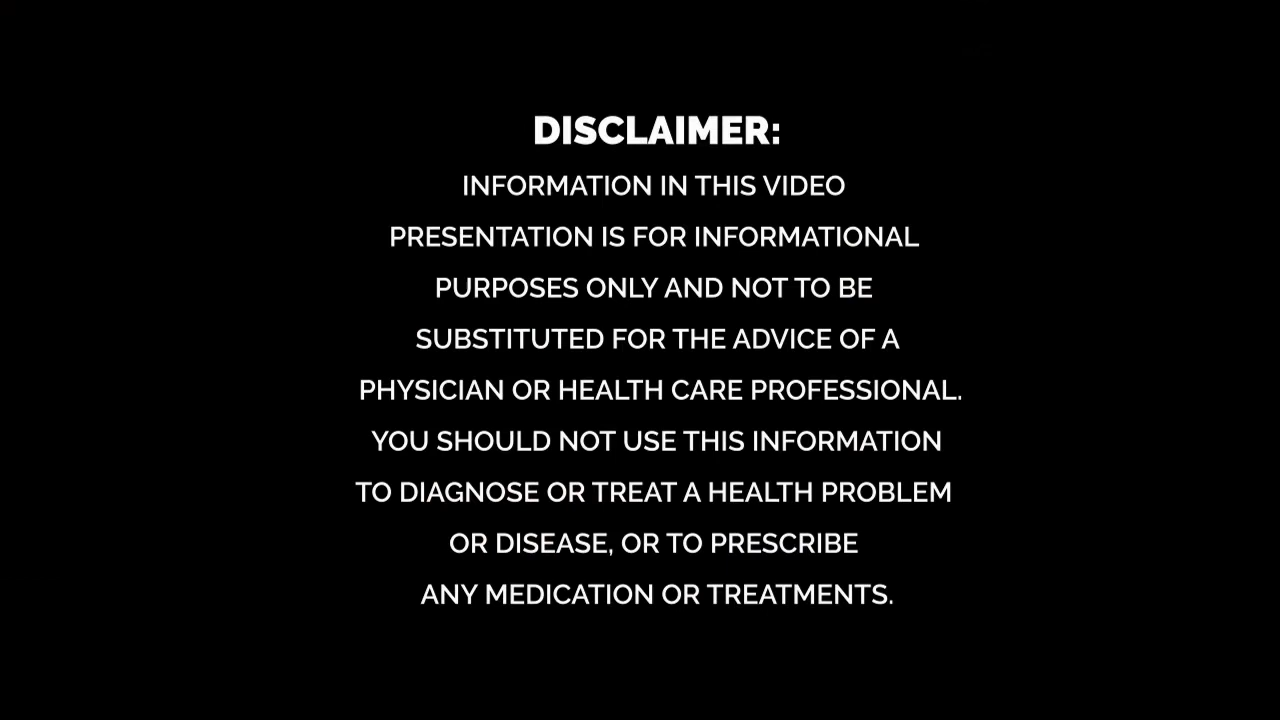 DISCLAIMER:
INFORMATION IN THIS VIDEO
PRESENTATION IS FOR INFORMATIONAL
PURPOSES ONLY AND NOT TO BE
SUBSTITUTED FOR THE ADVICE OF A
PHYSICIAN OR HEALTH CARE PROFESSIONAL.
YOU SHOULD NOT USE THIS INFORMATION
TO DIAGNOSE OR TREAT A HEALTH PROBLEM
OR DISEASE, OR TO PRESCRIBE
ANY MEDICATION OR TREATMENTS.